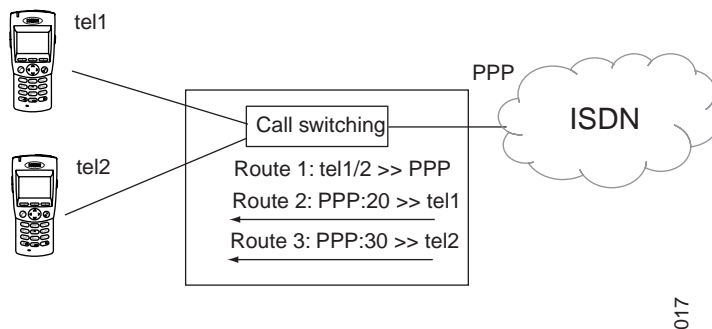 tel1
PPP
ISDN
Call switching
tel2
Route 1: tel1/2 >> PPP
Route 2: PPP:20 >> tel1
Route 3: PPP:30 >> tel2
017